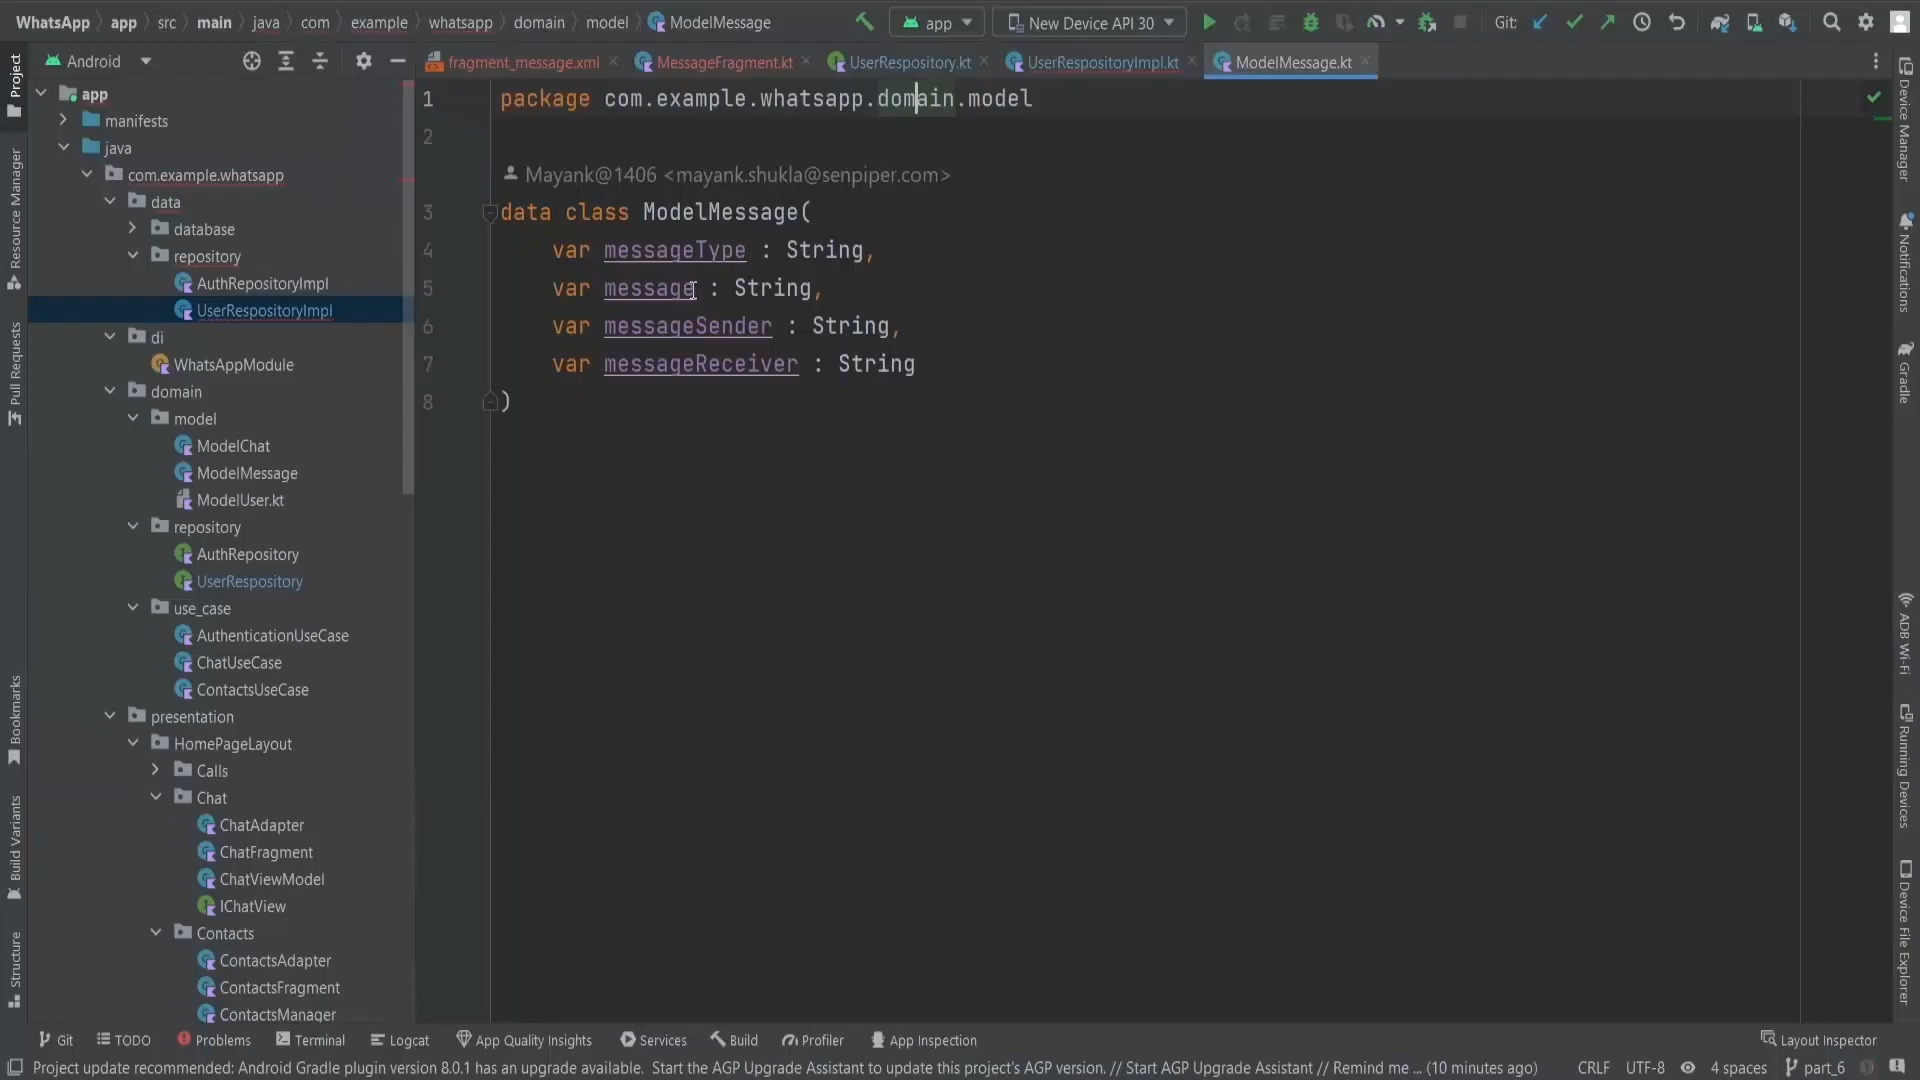 WhatsApp app src main java com example whatsapp domain model ModelMessage app New Device API 30 Git:
Android fragment_message.xml MessageFragment.kt UserRespository.kt UserRespositoryImpl.kt ModelMessage.kt
Project
Resource Manager
Pull Requests
Bookmarks
Build Variants
Structure
app
manifests
java
com.example.whatsapp
data
database
repository
AuthRepositoryImpl
UserRespositoryImpl
di
WhatsAppModule
domain
model
ModelChat
ModelMessage
ModelUser.kt
repository
AuthRepository
UserRespository
use_case
AuthenticationUseCase
ChatUseCase
ContactsUseCase
presentation
HomePageLayout
Calls
Chat
ChatAdapter
ChatFragment
ChatViewModel
IChatView
Contacts
ContactsAdapter
ContactsFragment
ContactsManager
1 package com.example.whatsapp.domain.model
2
Mayank@1406 <mayank.shukla@senpiper.com>
3 data class ModelMessage(
4 var messageType : String,
5 var message : String,
6 var messageSender : String,
7 var messageReceiver : String
8 )
Device Manager
Notifications
Gradle
ADB Wi-Fi
Running Devices
Device File Explorer
Git TODO Problems Terminal Logcat App Quality Insights Services Build Profiler App Inspection Layout Inspector
Project update recommended: Android Gradle plugin version 8.0.1 has an upgrade available. Start the AGP Upgrade Assistant to update this project's AGP version. // Start AGP Upgrade Assistant // Remind me ... (10 minutes ago) CRLF UTF-8 4 spaces part_6